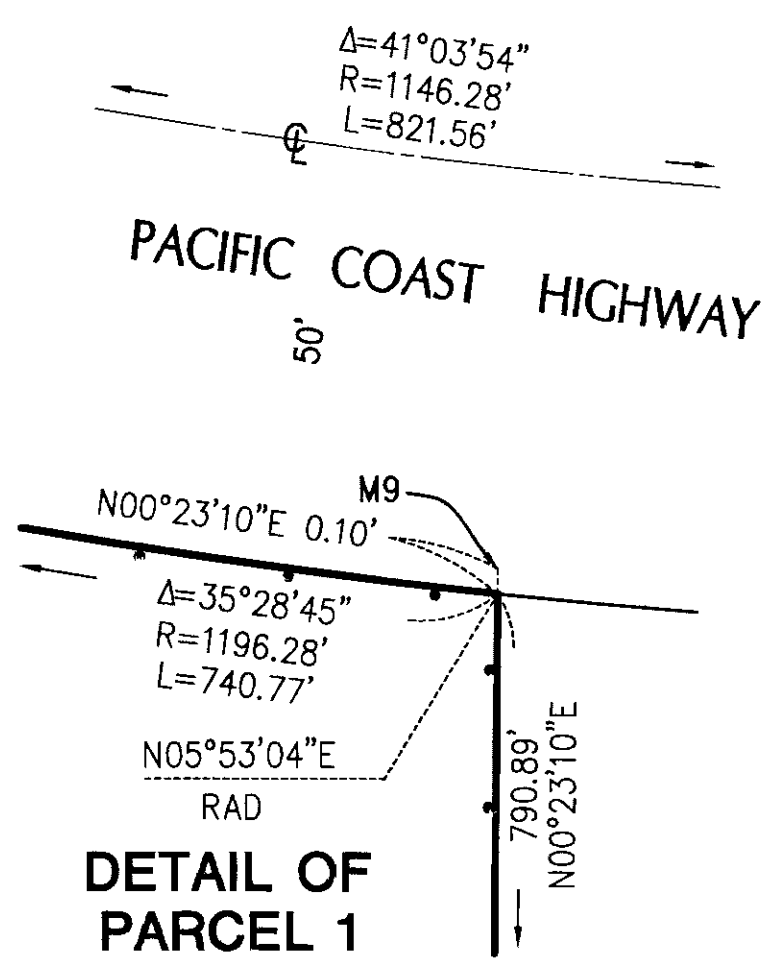 Δ=41°03'54"
R=1146.28'
L=821.56'
℄
PACIFIC COAST HIGHWAY
50'
M9
N00°23'10"E 0.10'
Δ=35°28'45"
R=1196.28'
L=740.77'
N05°53'04"E
RAD
790.89'
N00°23'10"E
DETAIL OF
PARCEL 1